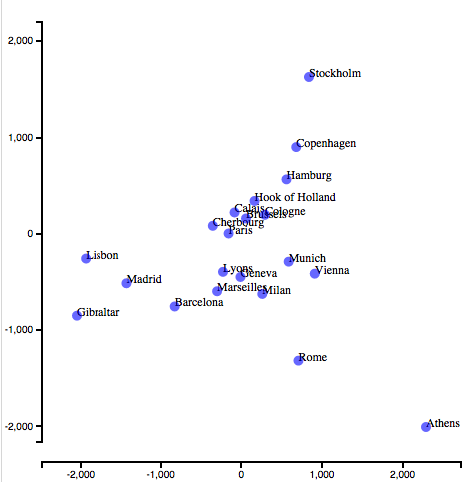 2,000
Stockholm
1,000
Copenhagen
Hamburg
Hook of Holland
Calais
Brussels
Cologne
Cherbourg
Paris
0
Lisbon
Munich
Lyons
Geneva
Vienna
Madrid
Marseilles
Milan
Barcelona
Gibraltar
-1,000
Rome
Athens
-2,000
-2,000 -1,000 0 1,000 2,000